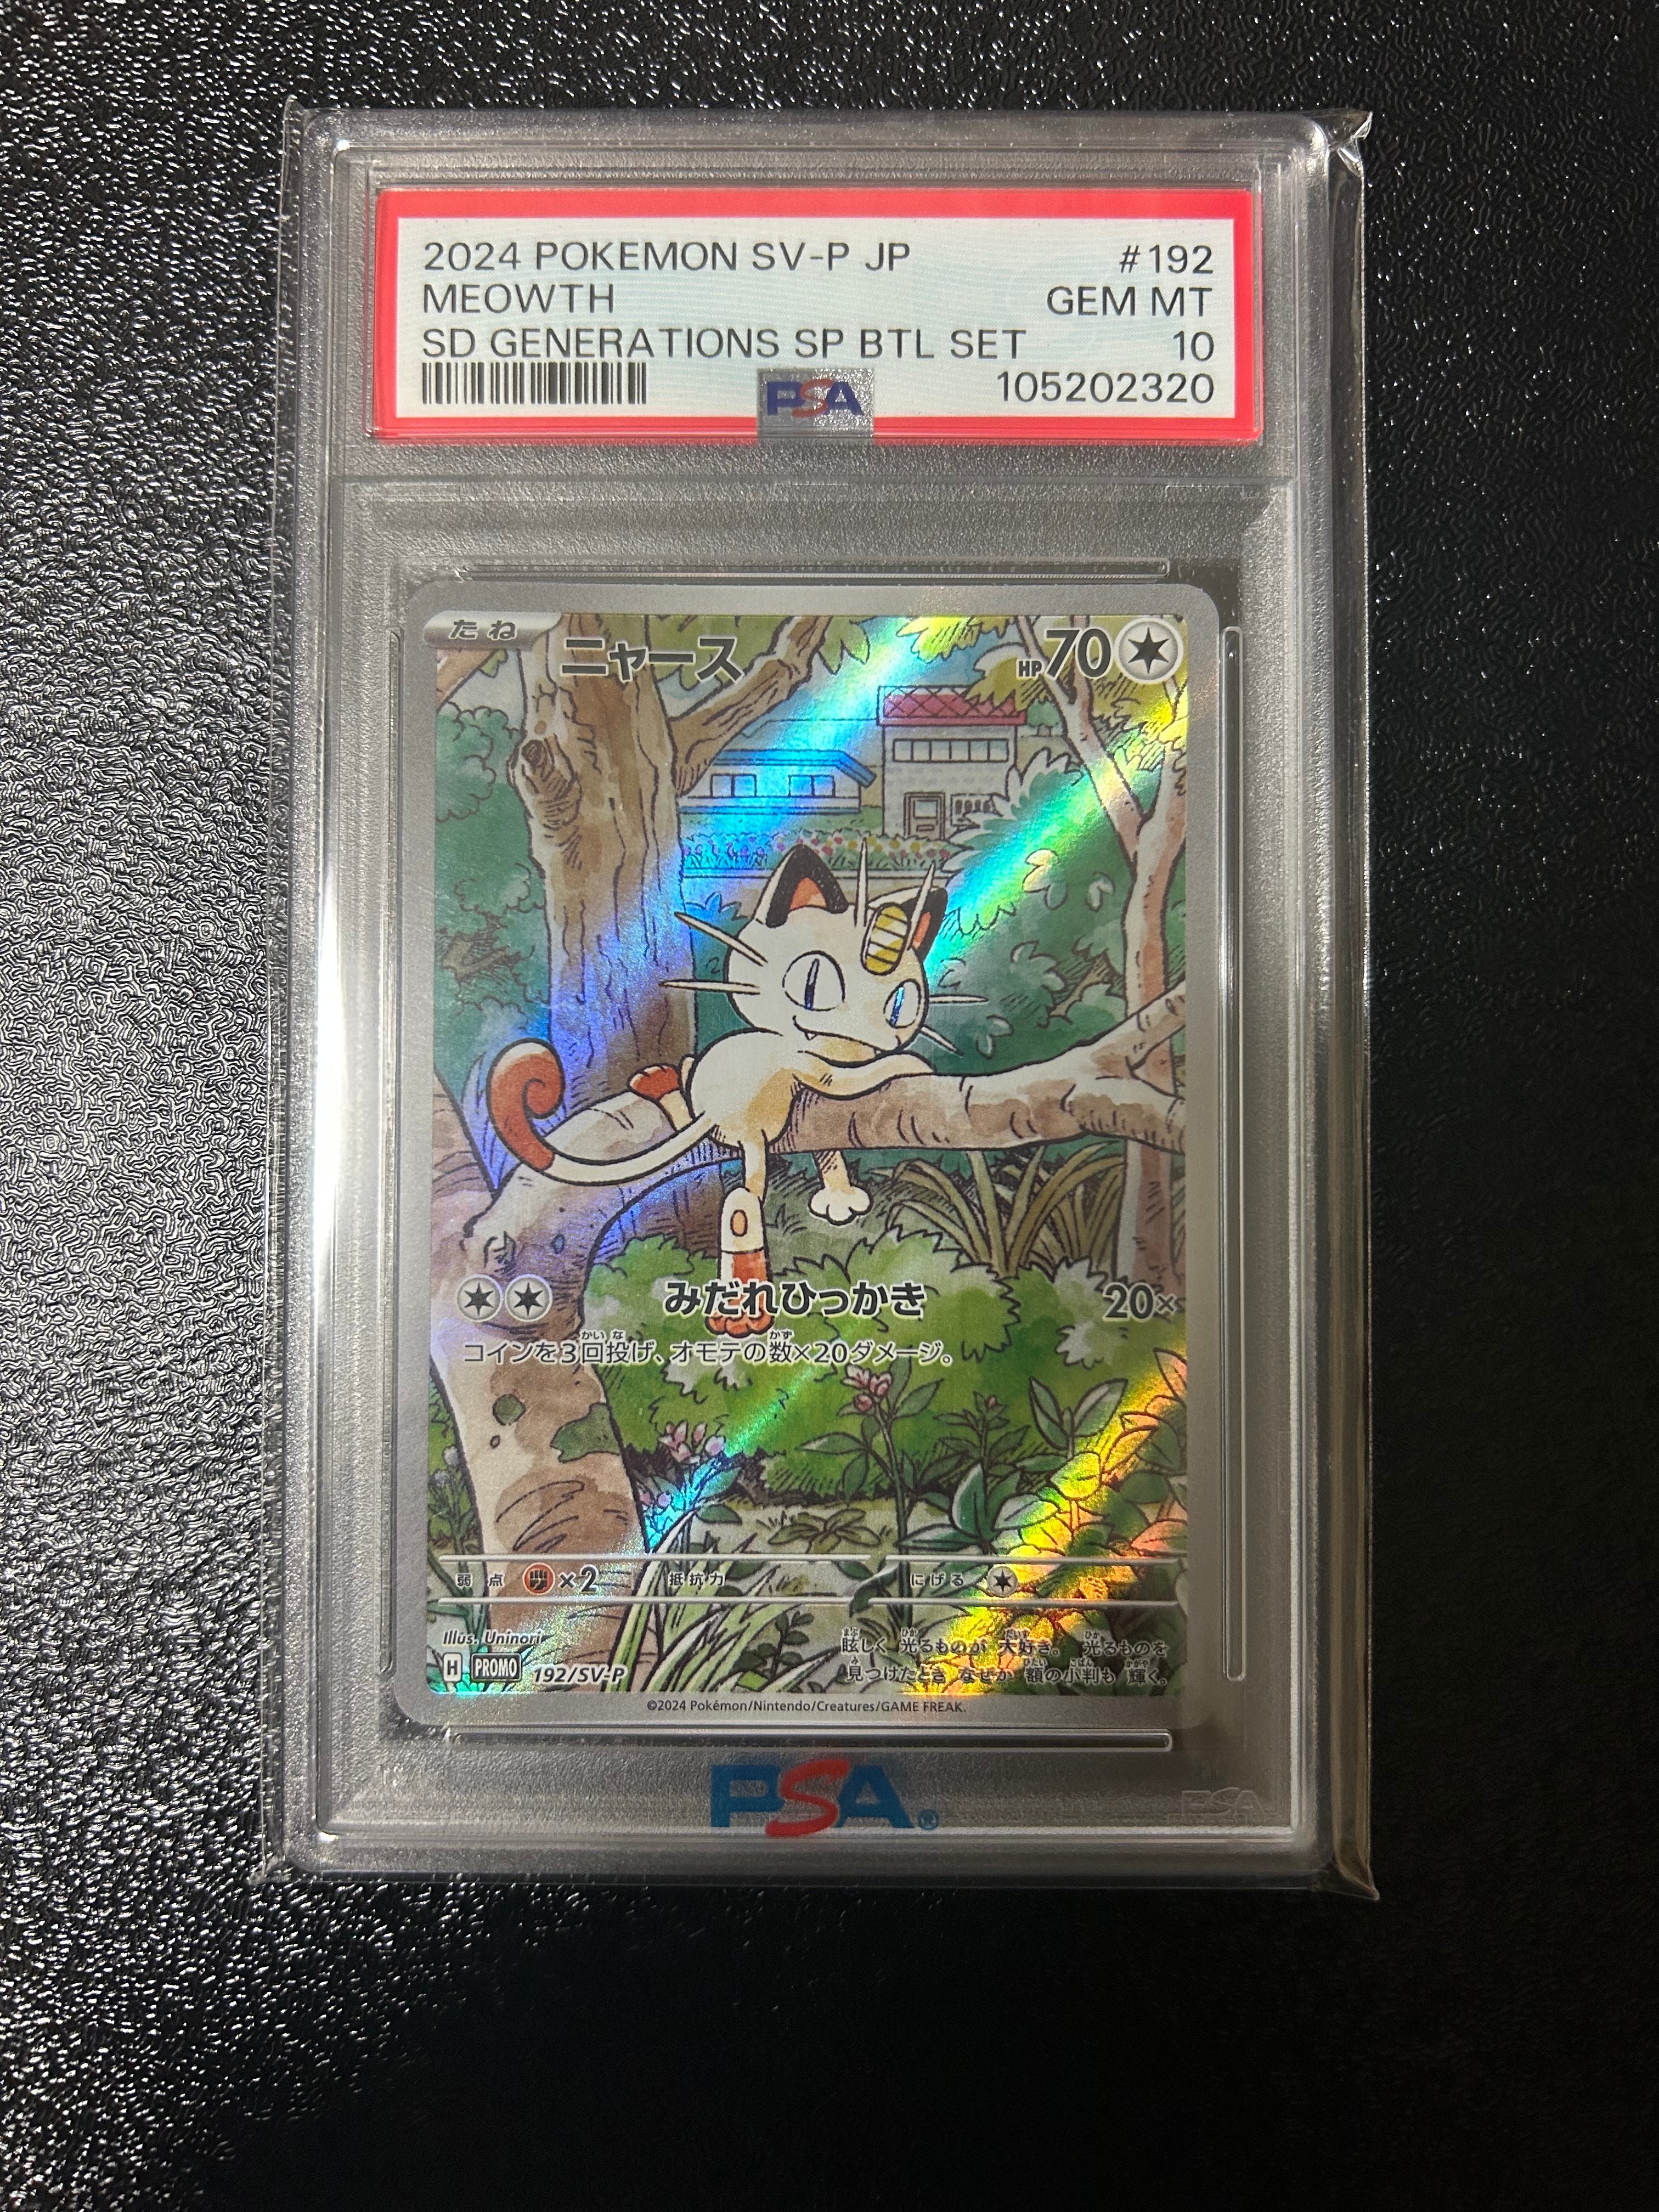 2024 POKEMON SV-P JP #192
MEOWTH GEM MT
SD GENERATIONS SP BTL SET 10
PSA 105202320
たね ニャース HP70
みだれひっかき 20×
コインを3回投げ、オモテの数×20ダメージ。
弱点 ×2 抵抗力 にげる
Illus. Uninori
H PROMO 192/SV-P
眩しく 光るものが 大好き。 光るものを
見つけたとき なぜか 額の小判も 輝く。
©2024 Pokémon/Nintendo/Creatures/GAME FREAK.
PSA®
PSA